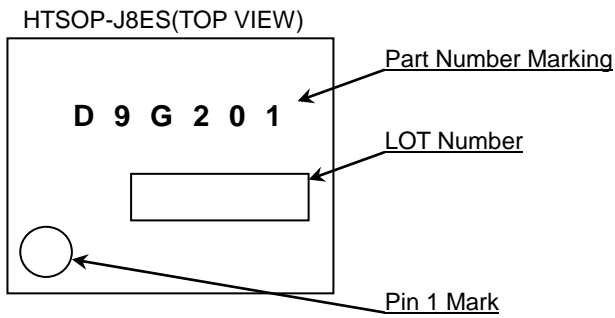 HTSOP-J8ES(TOP VIEW)
Part Number Marking
D 9 G 2 0 1
LOT Number
Pin 1 Mark